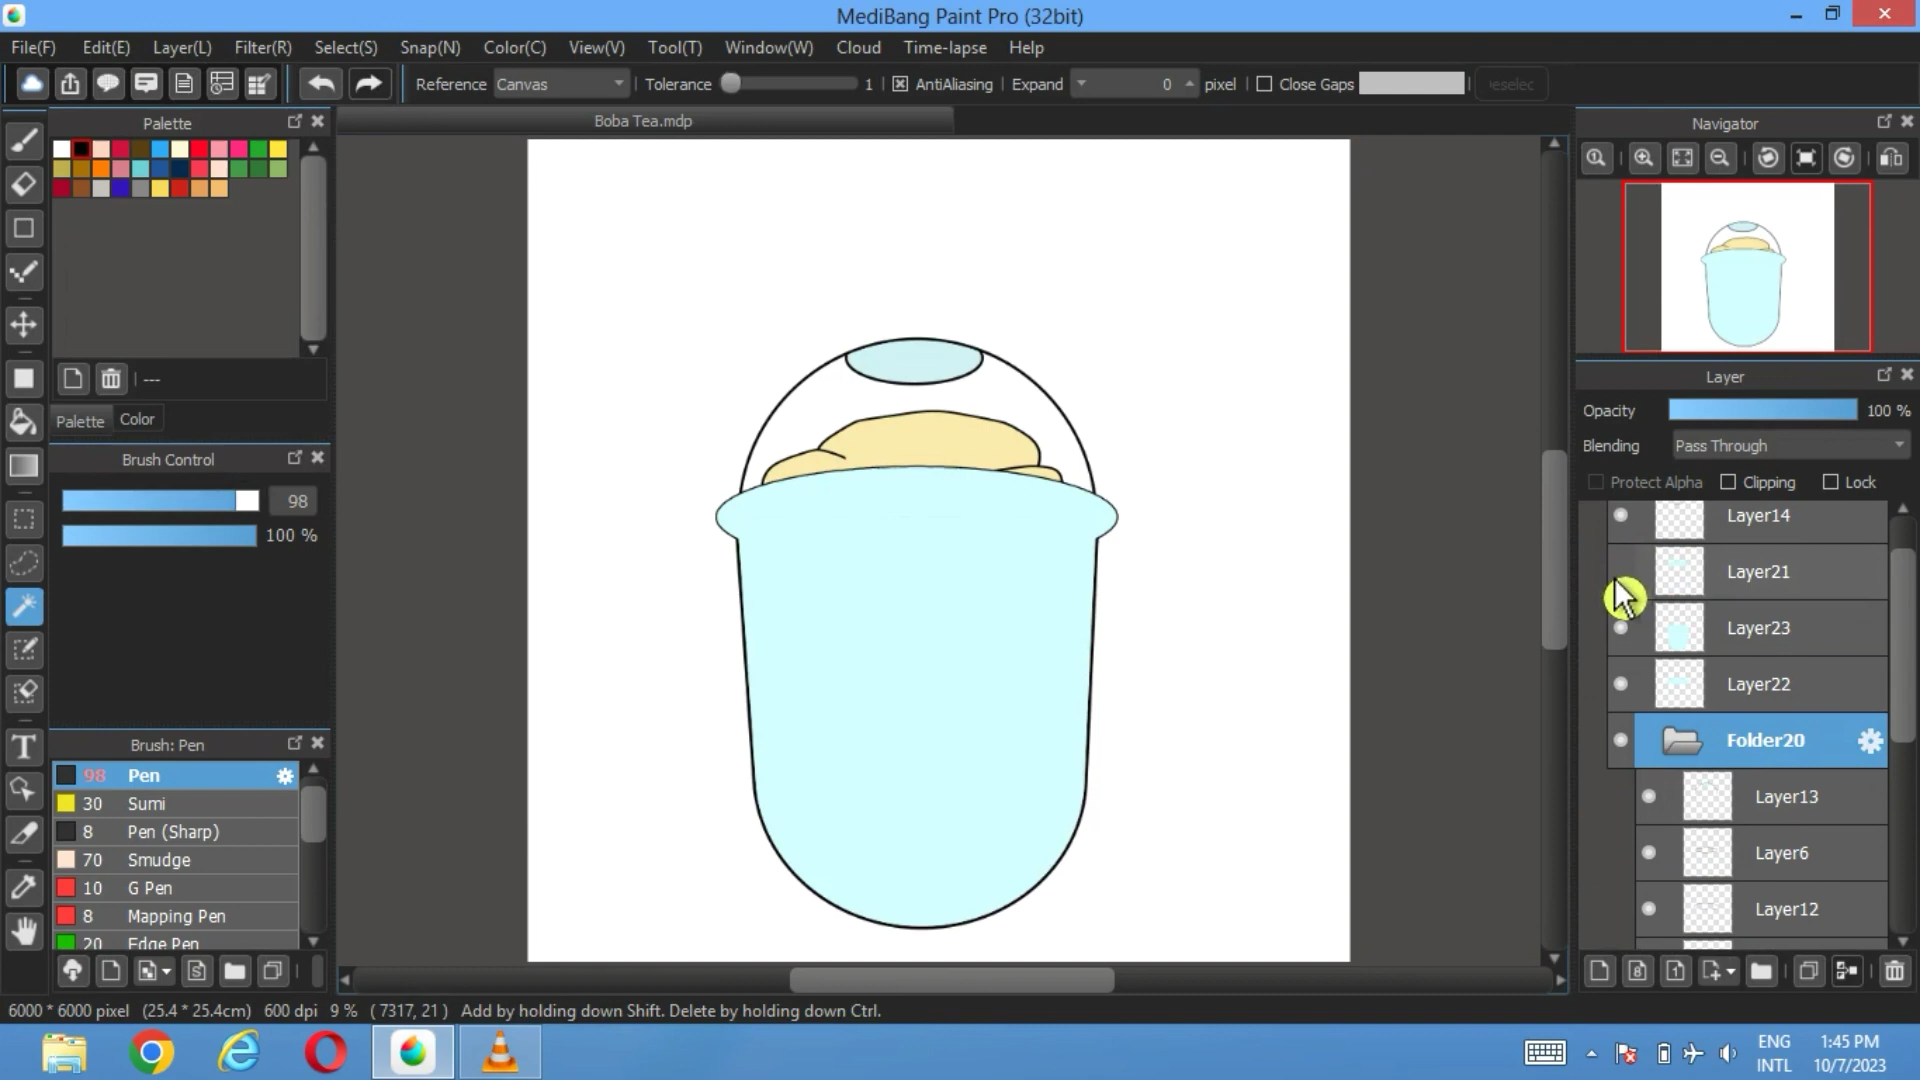 MediBang Paint Pro (32bit)
File(F) Edit(E) Layer(L) Filter(R) Select(S) Snap(N) Color(C) View(V) Tool(T) Window(W) Cloud Time-lapse Help
Reference Canvas Tolerance 1 AntiAliasing Expand 0 pixel Close Gaps
Palette
Boba Tea.mdp
Navigator
---
Palette Color
Brush Control
98
100 %
Brush: Pen
98 Pen
30 Sumi
8 Pen (Sharp)
70 Smudge
10 G Pen
8 Mapping Pen
20 Edge Pen
Layer
Opacity 100 %
Blending Pass Through
Protect Alpha Clipping Lock
Layer14
Layer21
Layer23
Layer22
Folder20
Layer13
Layer6
Layer12
6000 * 6000 pixel (25.4 * 25.4cm) 600 dpi 9 % ( 7317, 21 ) Add by holding down Shift. Delete by holding down Ctrl.
ENG
INTL
1:45 PM
10/7/2023